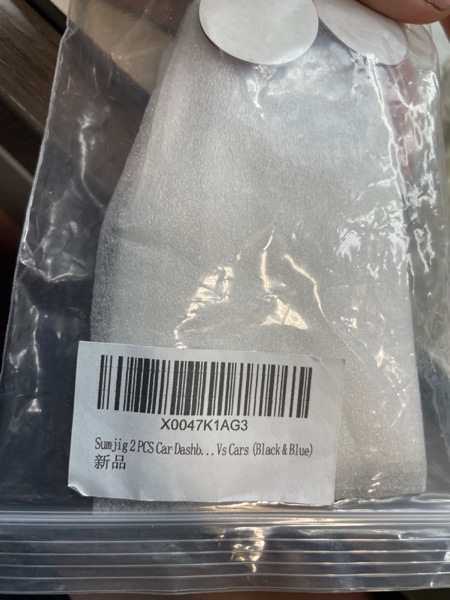 X0047K1AG3
Sumjig 2 PCS Car Dashb...Vs Cars (Black & Blue)
新品